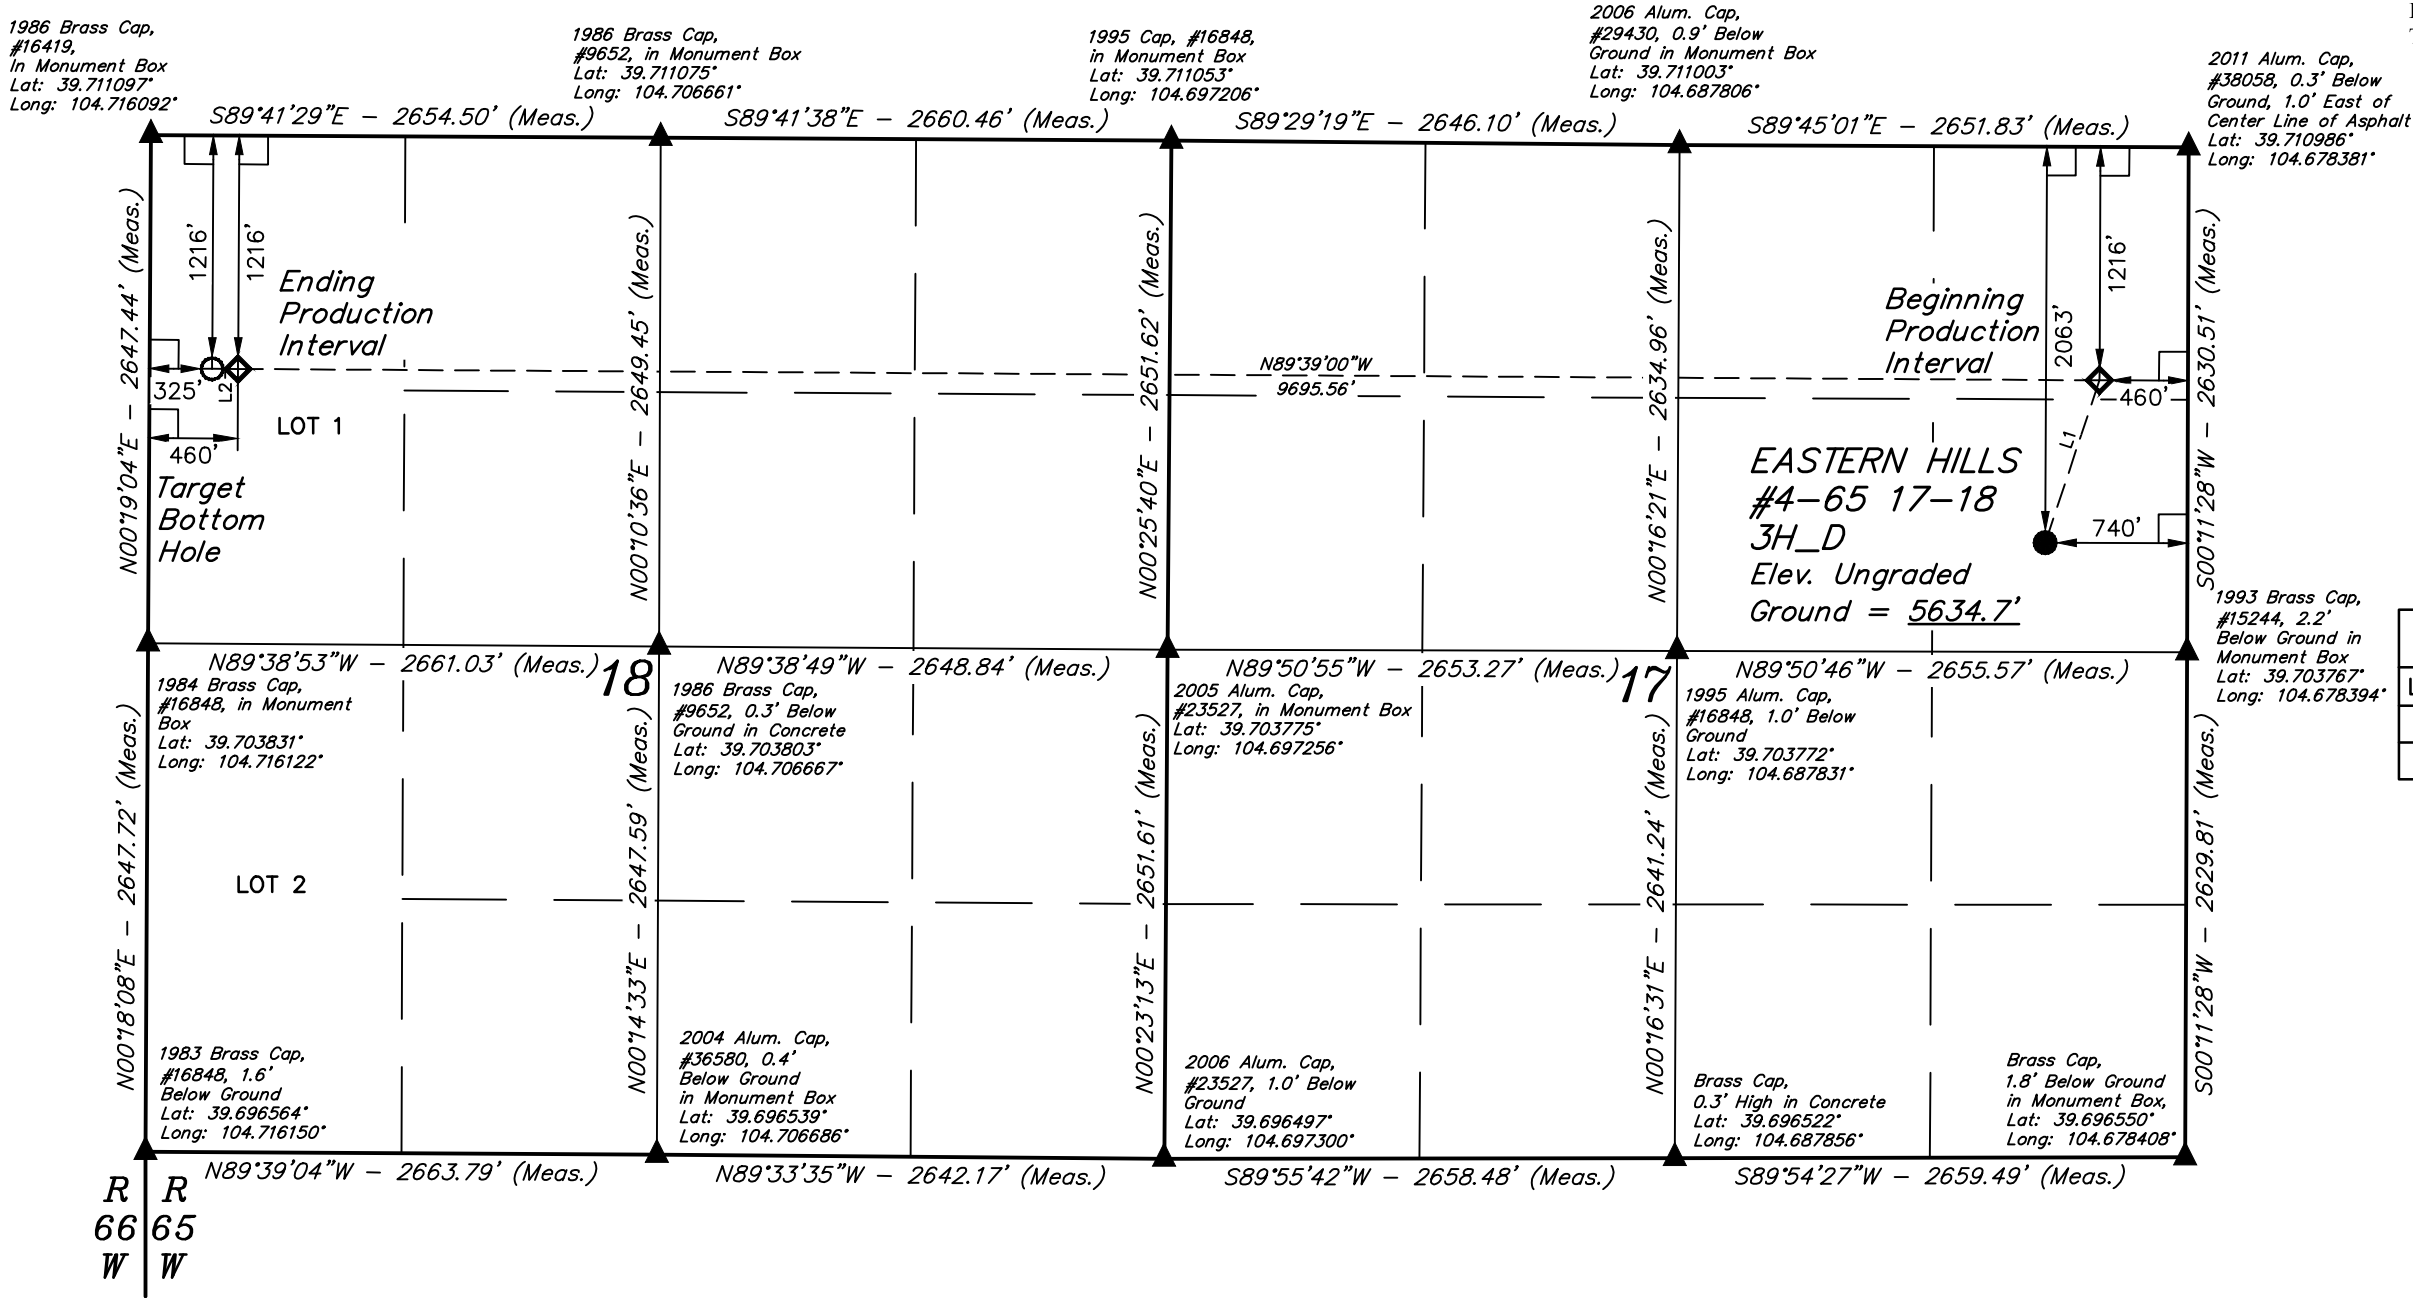 1986 Brass Cap,
#16419,
In Monument Box
Lat: 39.711097°
Long: 104.716092°
1986 Brass Cap,
#9652, in Monument Box
Lat: 39.711075°
Long: 104.706661°
1995 Cap, #16848,
in Monument Box
Lat: 39.711053°
Long: 104.697206°
2006 Alum. Cap,
#29430, 0.9' Below
Ground in Monument Box
Lat: 39.711003°
Long: 104.687806°
2011 Alum. Cap,
#38058, 0.3' Below
Ground, 1.0' East of
Center Line of Asphalt
Lat: 39.710986°
Long: 104.678381°
S89°41'29"E - 2654.50' (Meas.)
S89°41'38"E - 2660.46' (Meas.)
S89°29'19"E - 2646.10' (Meas.)
S89°45'01"E - 2651.83' (Meas.)
N00°19'04"E - 2647.44' (Meas.)
1216'
1216'
Ending
Production
Interval
325'
L2
460'
LOT 1
Target
Bottom
Hole
N00°10'36"E - 2649.45' (Meas.)
N00°25'40"E - 2651.62' (Meas.)
N89°39'00"W
9695.56'
N00°16'21"E - 2634.96' (Meas.)
Beginning
Production
Interval
2063'
1216'
460'
L1
740'
EASTERN HILLS
#4-65 17-18
3H_D
Elev. Ungraded
Ground = 5634.7'
S00°11'28"W - 2630.51' (Meas.)
1993 Brass Cap,
#15244, 2.2'
Below Ground in
Monument Box
Lat: 39.703767°
Long: 104.678394°
N89°38'53"W - 2661.03' (Meas.)
18
N89°38'49"W - 2648.84' (Meas.)
N89°50'55"W - 2653.27' (Meas.)
17
N89°50'46"W - 2655.57' (Meas.)
1984 Brass Cap,
#16848, in Monument
Box
Lat: 39.703831°
Long: 104.716122°
1986 Brass Cap,
#9652, 0.3' Below
Ground in Concrete
Lat: 39.703803°
Long: 104.706667°
2005 Alum. Cap,
#23527, in Monument Box
Lat: 39.703775°
Long: 104.697256°
1995 Alum. Cap,
#16848, 1.0' Below
Ground
Lat: 39.703772°
Long: 104.687831°
N00°18'08"E - 2647.72' (Meas.)
LOT 2
N00°14'33"E - 2647.59' (Meas.)
N00°23'13"E - 2651.61' (Meas.)
N00°16'31"E - 2641.24' (Meas.)
S00°11'28"W - 2629.81' (Meas.)
1983 Brass Cap,
#16848, 1.6'
Below Ground
Lat: 39.696564°
Long: 104.716150°
2004 Alum. Cap,
#36580, 0.4'
Below Ground
in Monument Box
Lat: 39.696539°
Long: 104.706686°
2006 Alum. Cap,
#23527, 1.0' Below
Ground
Lat: 39.696497°
Long: 104.697300°
Brass Cap,
0.3' High in Concrete
Lat: 39.696522°
Long: 104.687856°
Brass Cap,
1.8' Below Ground
in Monument Box,
Lat: 39.696550°
Long: 104.678408°
N89°39'04"W - 2663.79' (Meas.)
N89°33'35"W - 2642.17' (Meas.)
S89°55'42"W - 2658.48' (Meas.)
S89°54'27"W - 2659.49' (Meas.)
R R
66 65
W W